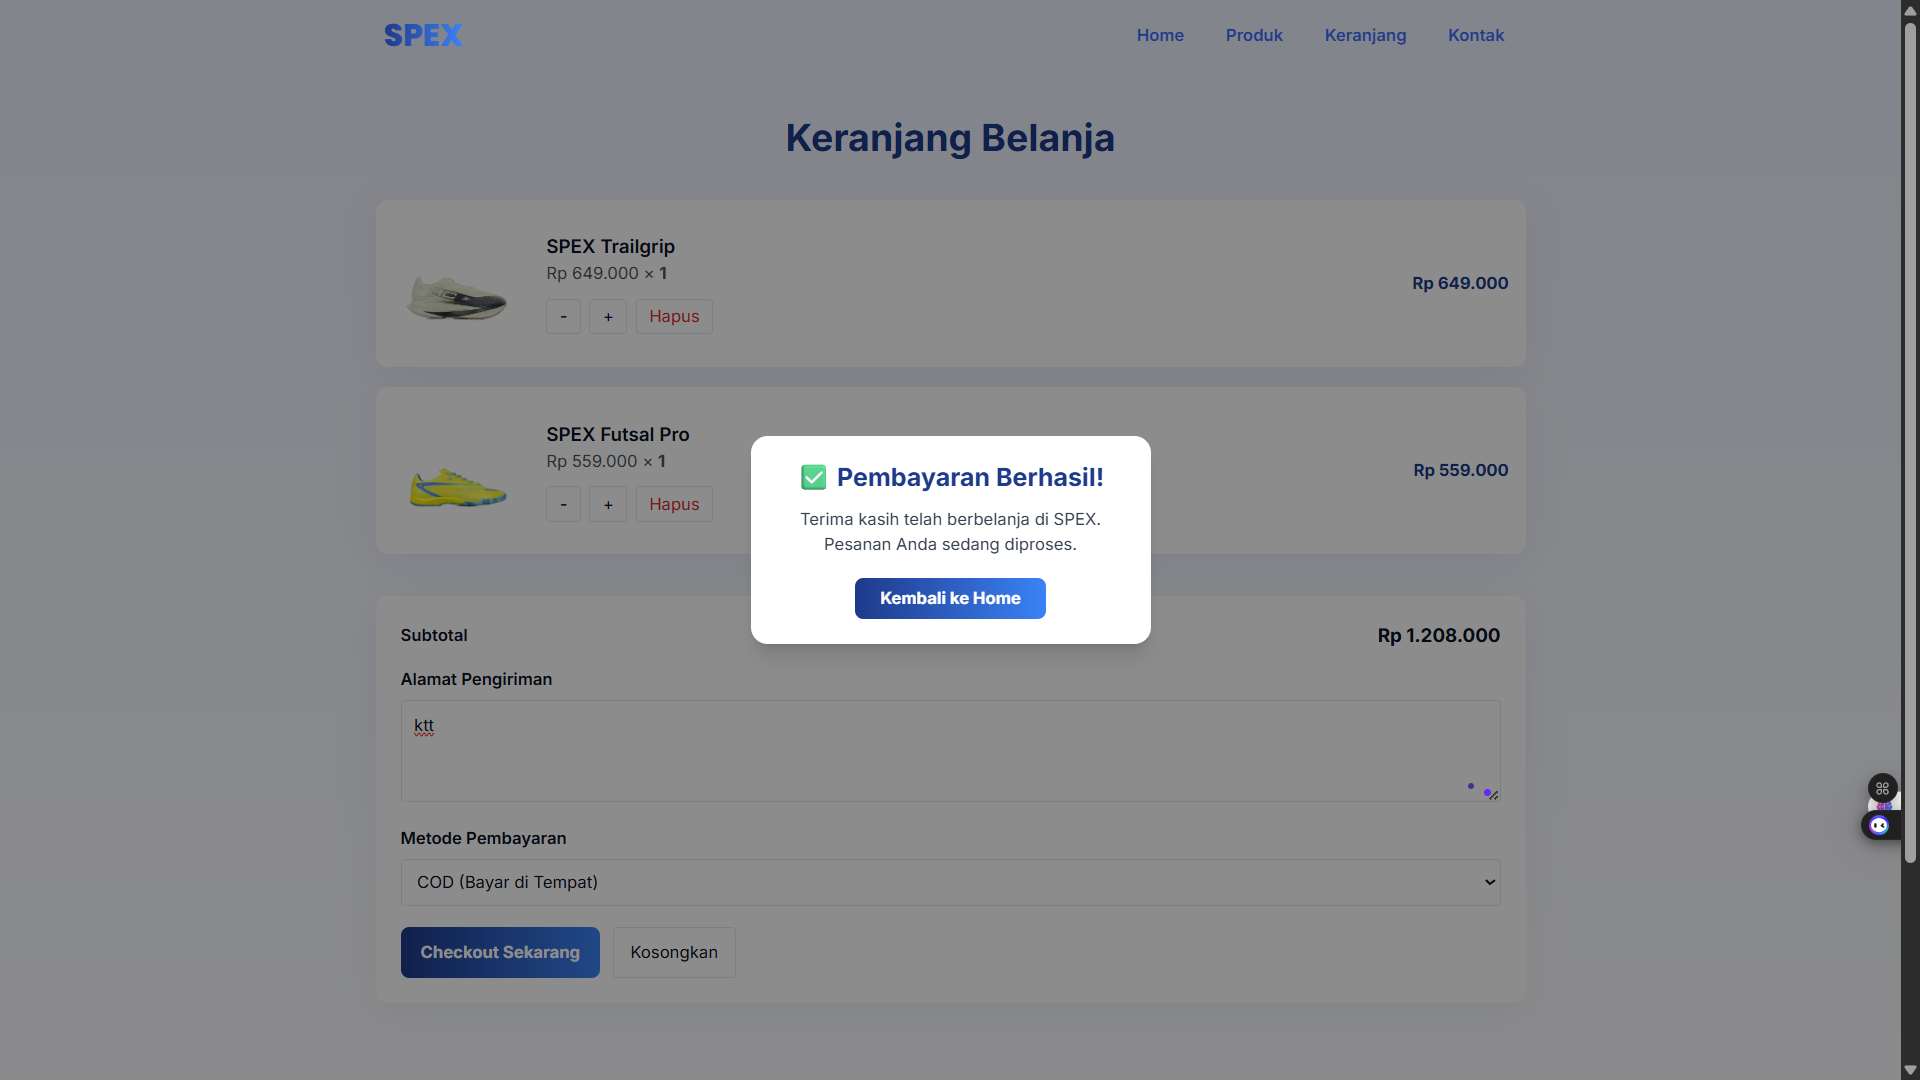 SPEX
Home
Produk
Keranjang
Kontak
Keranjang Belanja
SPEX Trailgrip
Rp 649.000 × 1
- + Hapus
Rp 649.000
SPEX Futsal Pro
Rp 559.000 × 1
- + Hapus
Rp 559.000
✅ Pembayaran Berhasil!
Terima kasih telah berbelanja di SPEX.
Pesanan Anda sedang diproses.
Kembali ke Home
Subtotal
Rp 1.208.000
Alamat Pengiriman
ktt
Metode Pembayaran
COD (Bayar di Tempat)
Checkout Sekarang
Kosongkan